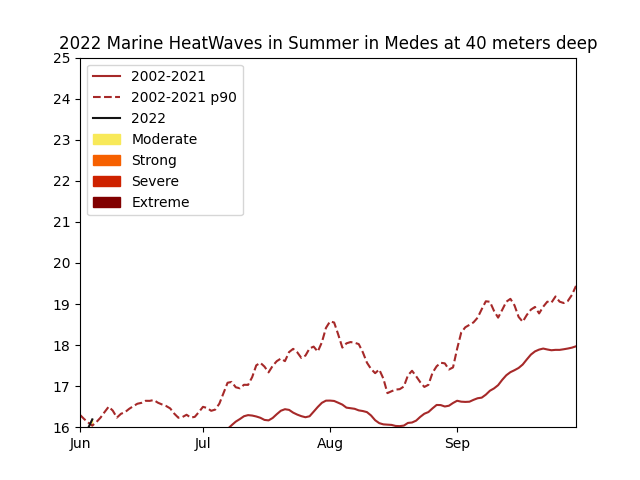 2022 Marine HeatWaves in Summer in Medes at 40 meters deep
25
24
23
22
21
20
19
18
17
16
2002-2021
2002-2021 p90
2022
Moderate
Strong
Severe
Extreme
Jun
Jul
Aug
Sep